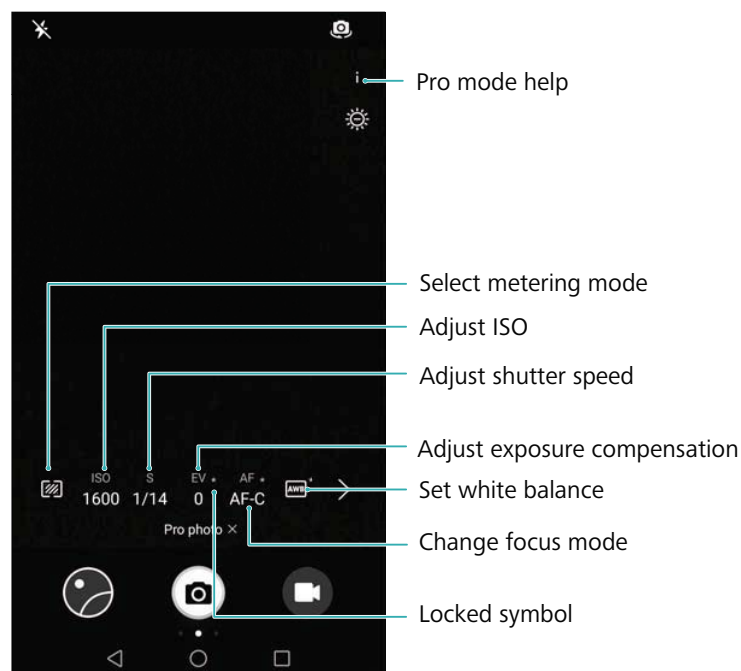 i
Pro mode help
Select metering mode
Adjust ISO
Adjust shutter speed
Adjust exposure compensation
ISO S EV AF
AWB
Set white balance
1600 1/14 0 AF-C
Pro photo ×
Change focus mode
Locked symbol